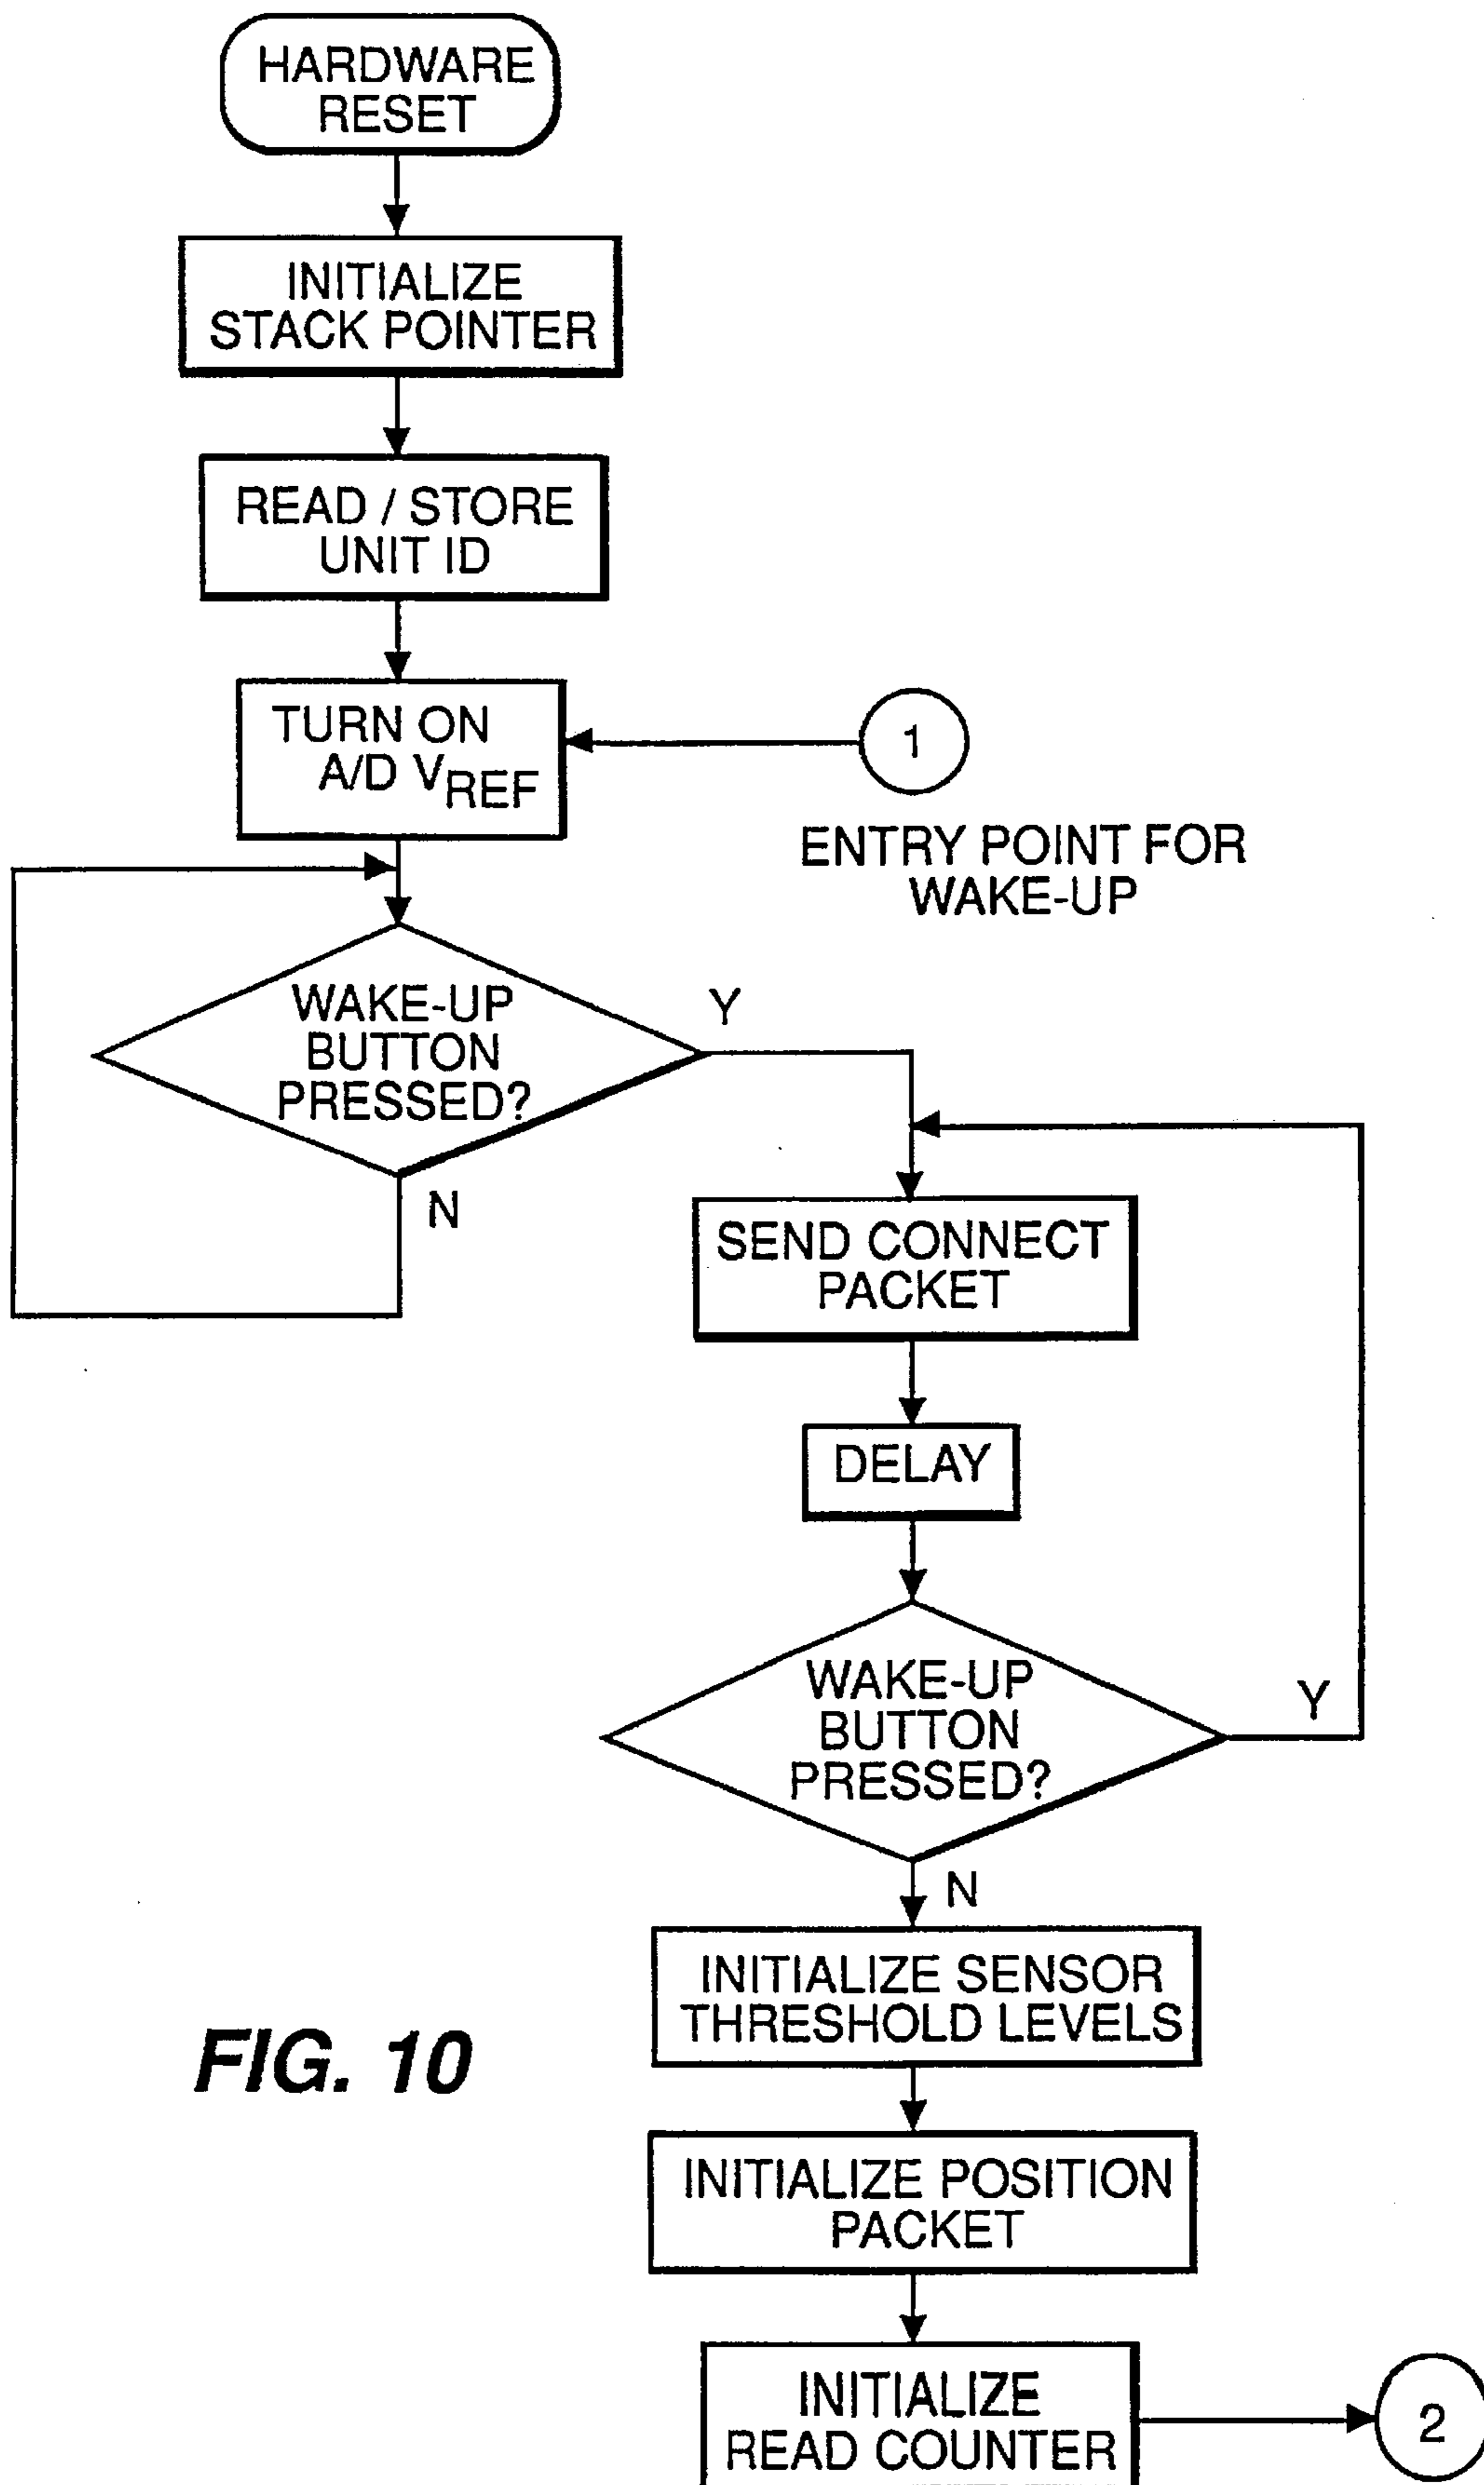 HARDWARE
RESET
INITIALIZE
STACK POINTER
READ / STORE
UNIT ID
TURN ON
A/D VREF
1
ENTRY POINT FOR
WAKE-UP
WAKE-UP
BUTTON
PRESSED?
Y
N
SEND CONNECT
PACKET
DELAY
WAKE-UP
BUTTON
PRESSED?
Y
N
INITIALIZE SENSOR
THRESHOLD LEVELS
FIG. 10
INITIALIZE POSITION
PACKET
INITIALIZE
READ COUNTER
2